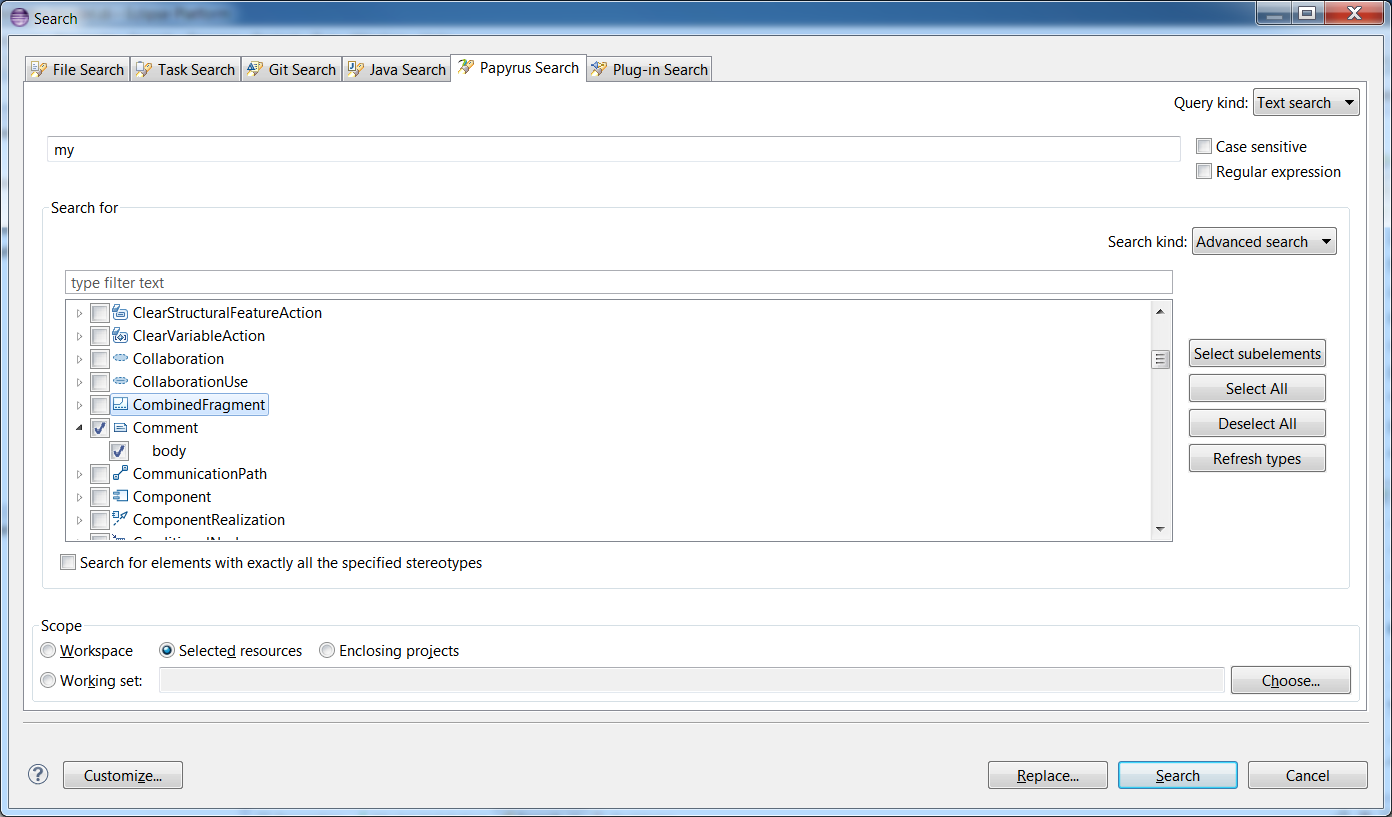 Search
File Search Task Search Git Search Java Search Papyrus Search Plug-in Search
Query kind: Text search
my
Case sensitive
Regular expression
Search for
Search kind: Advanced search
type filter text
ClearStructuralFeatureAction
ClearVariableAction
Collaboration
CollaborationUse
CombinedFragment
Comment
body
CommunicationPath
Component
ComponentRealization
Select subelements
Select All
Deselect All
Refresh types
Search for elements with exactly all the specified stereotypes
Scope
Workspace Selected resources Enclosing projects
Working set: Choose...
? Customize... Replace... Search Cancel